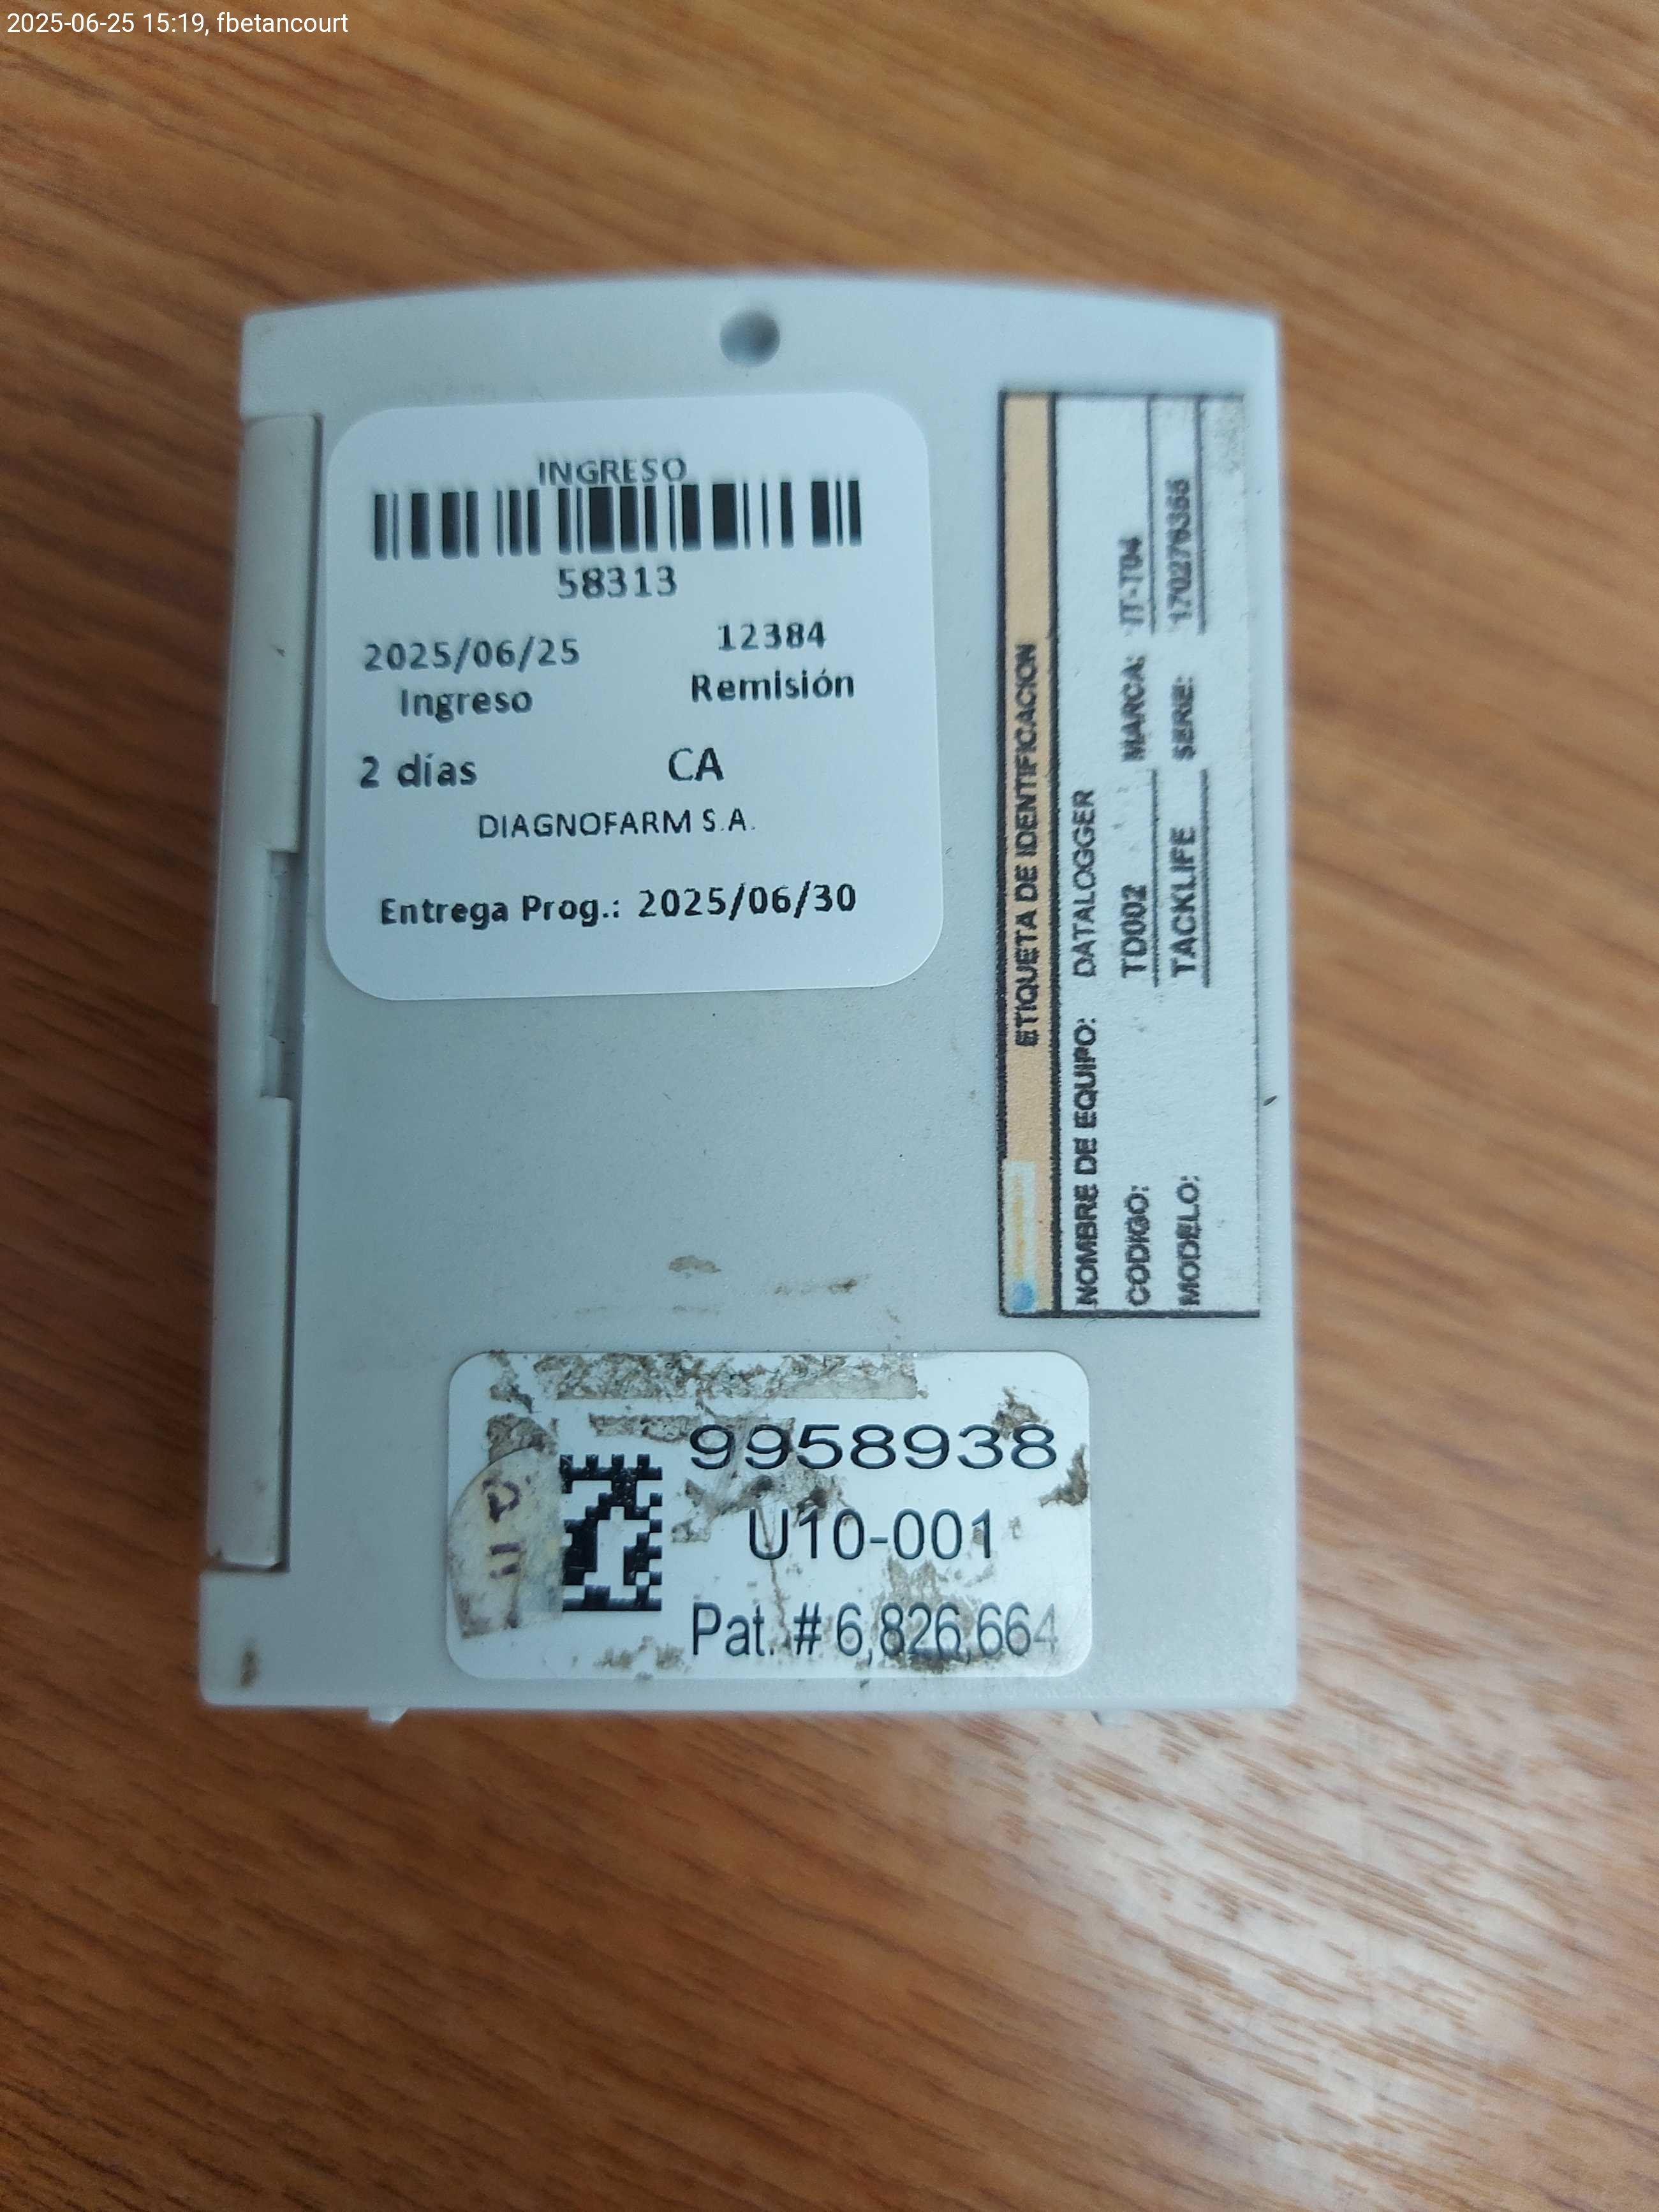 2025-06-25 15:19, fbetancourt
INGRESO
58313
2025/06/25 12384
Ingreso Remisión
2 días CA
DIAGNOFARM S.A.
Entrega Prog.: 2025/06/30
ETIQUETA DE IDENTIFICACION
NOMBRE DE EQUIPO: DATALOGGER
CODIGO: TD002 MARCA: IT-T04
MODELO: TACKLIFE SERIE:
9958938
U10-001
Pat. # 6,826,664